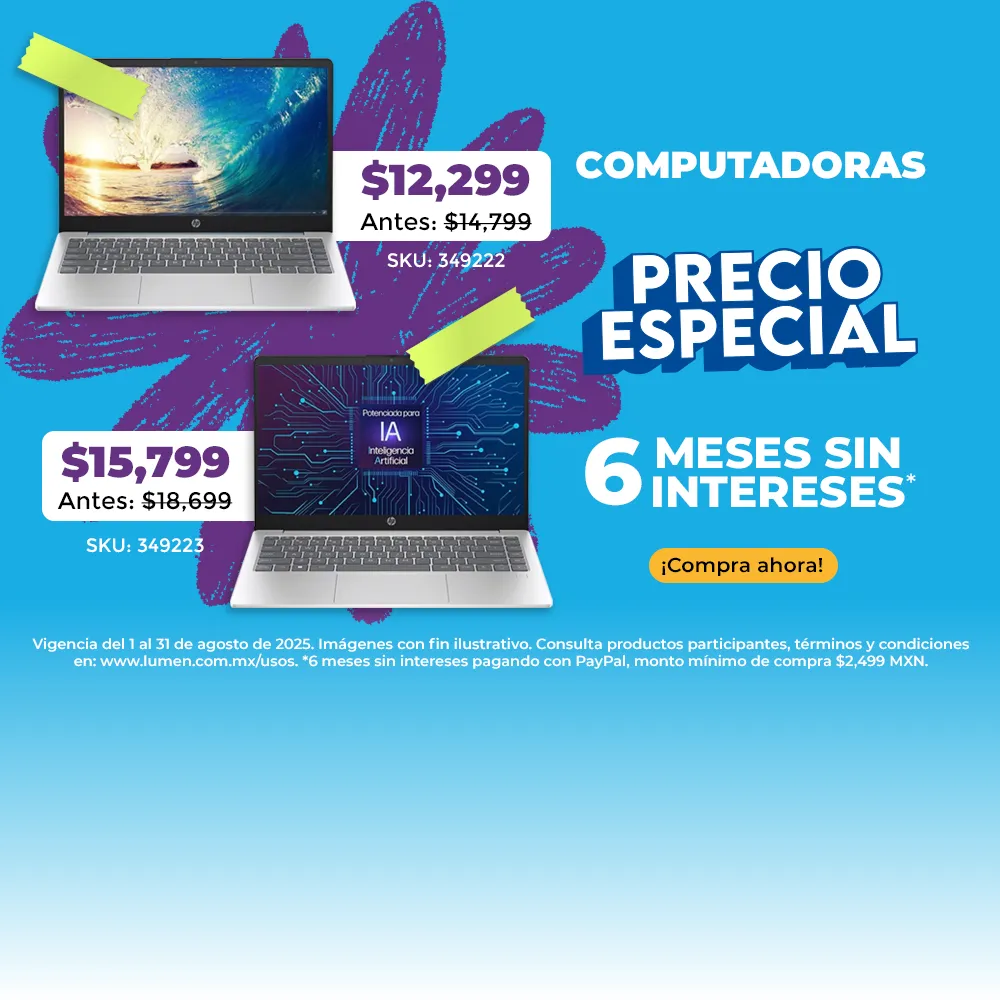 $12,299
Antes: $14,799
SKU: 349222
COMPUTADORAS
PRECIO
ESPECIAL
hp
Potenciada para
IA
Inteligencia
Artificial
hp
$15,799
Antes: $18,699
SKU: 349223
6 MESES SIN
INTERESES*
¡Compra ahora!
Vigencia del 1 al 31 de agosto de 2025. Imágenes con fin ilustrativo. Consulta productos participantes, términos y condiciones
en: www.lumen.com.mx/usos. *6 meses sin intereses pagando con PayPal, monto mínimo de compra $2,499 MXN.